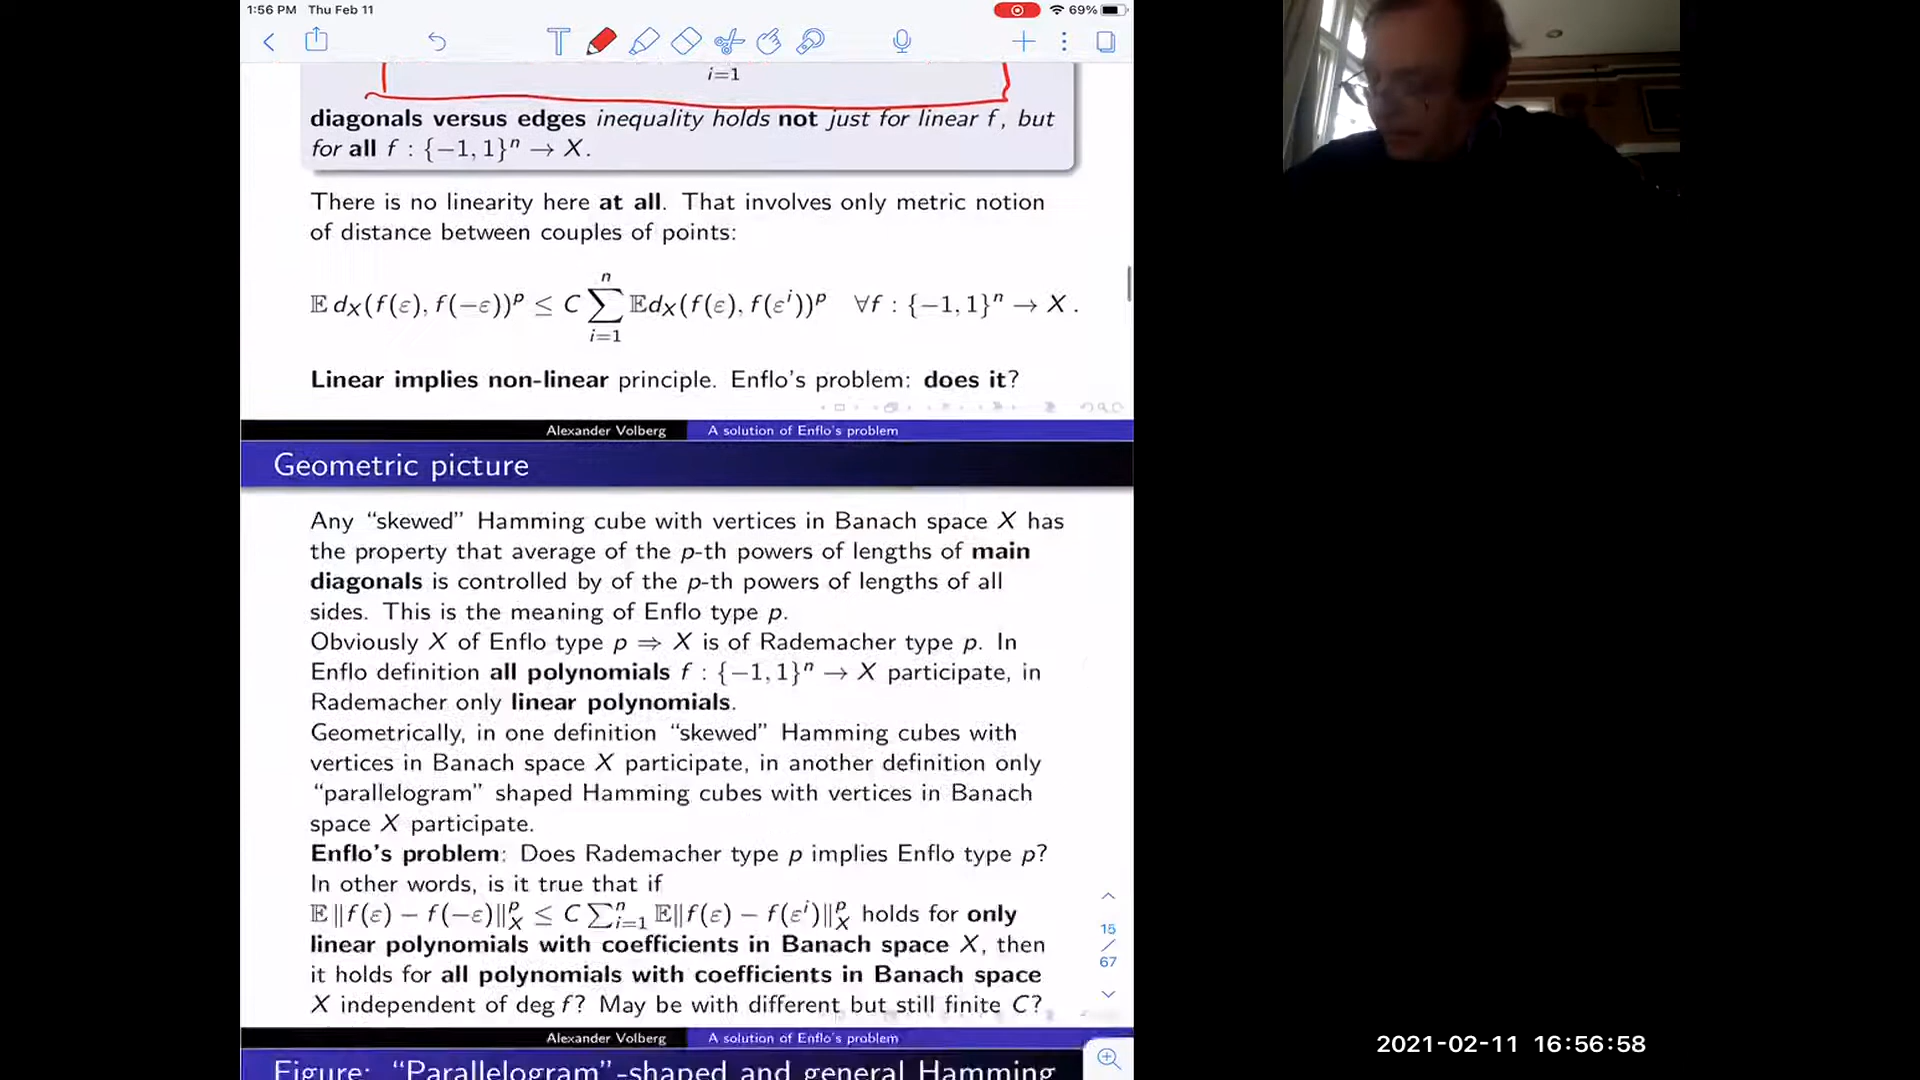 1:56 PM Thu Feb 11
69%
i=1
diagonals versus edges inequality holds not just for linear f, but
for all f : {−1, 1}ⁿ → X.
There is no linearity here at all. That involves only metric notion
of distance between couples of points:
𝔼 d_X(f(ε), f(−ε))ᵖ ≤ C ∑_{i=1}^{n} 𝔼d_X(f(ε), f(εⁱ))ᵖ ∀f : {−1, 1}ⁿ → X .
Linear implies non-linear principle. Enflo's problem: does it?
Alexander Volberg A solution of Enflo's problem
Geometric picture
Any “skewed” Hamming cube with vertices in Banach space X has
the property that average of the p-th powers of lengths of main
diagonals is controlled by of the p-th powers of lengths of all
sides. This is the meaning of Enflo type p.
Obviously X of Enflo type p ⇒ X is of Rademacher type p. In
Enflo definition all polynomials f : {−1, 1}ⁿ → X participate, in
Rademacher only linear polynomials.
Geometrically, in one definition “skewed” Hamming cubes with
vertices in Banach space X participate, in another definition only
“parallelogram” shaped Hamming cubes with vertices in Banach
space X participate.
Enflo's problem: Does Rademacher type p implies Enflo type p?
In other words, is it true that if
𝔼‖f(ε) − f(−ε)‖_X^p ≤ C ∑_{i=1}^{n} 𝔼‖f(ε) − f(εⁱ)‖_X^p holds for only
linear polynomials with coefficients in Banach space X, then
it holds for all polynomials with coefficients in Banach space
X independent of deg f? May be with different but still finite C?
15
/
67
Alexander Volberg A solution of Enflo's problem
Figure: “Parallelogram”-shaped and general Hamming
2021-02-11 16:56:58